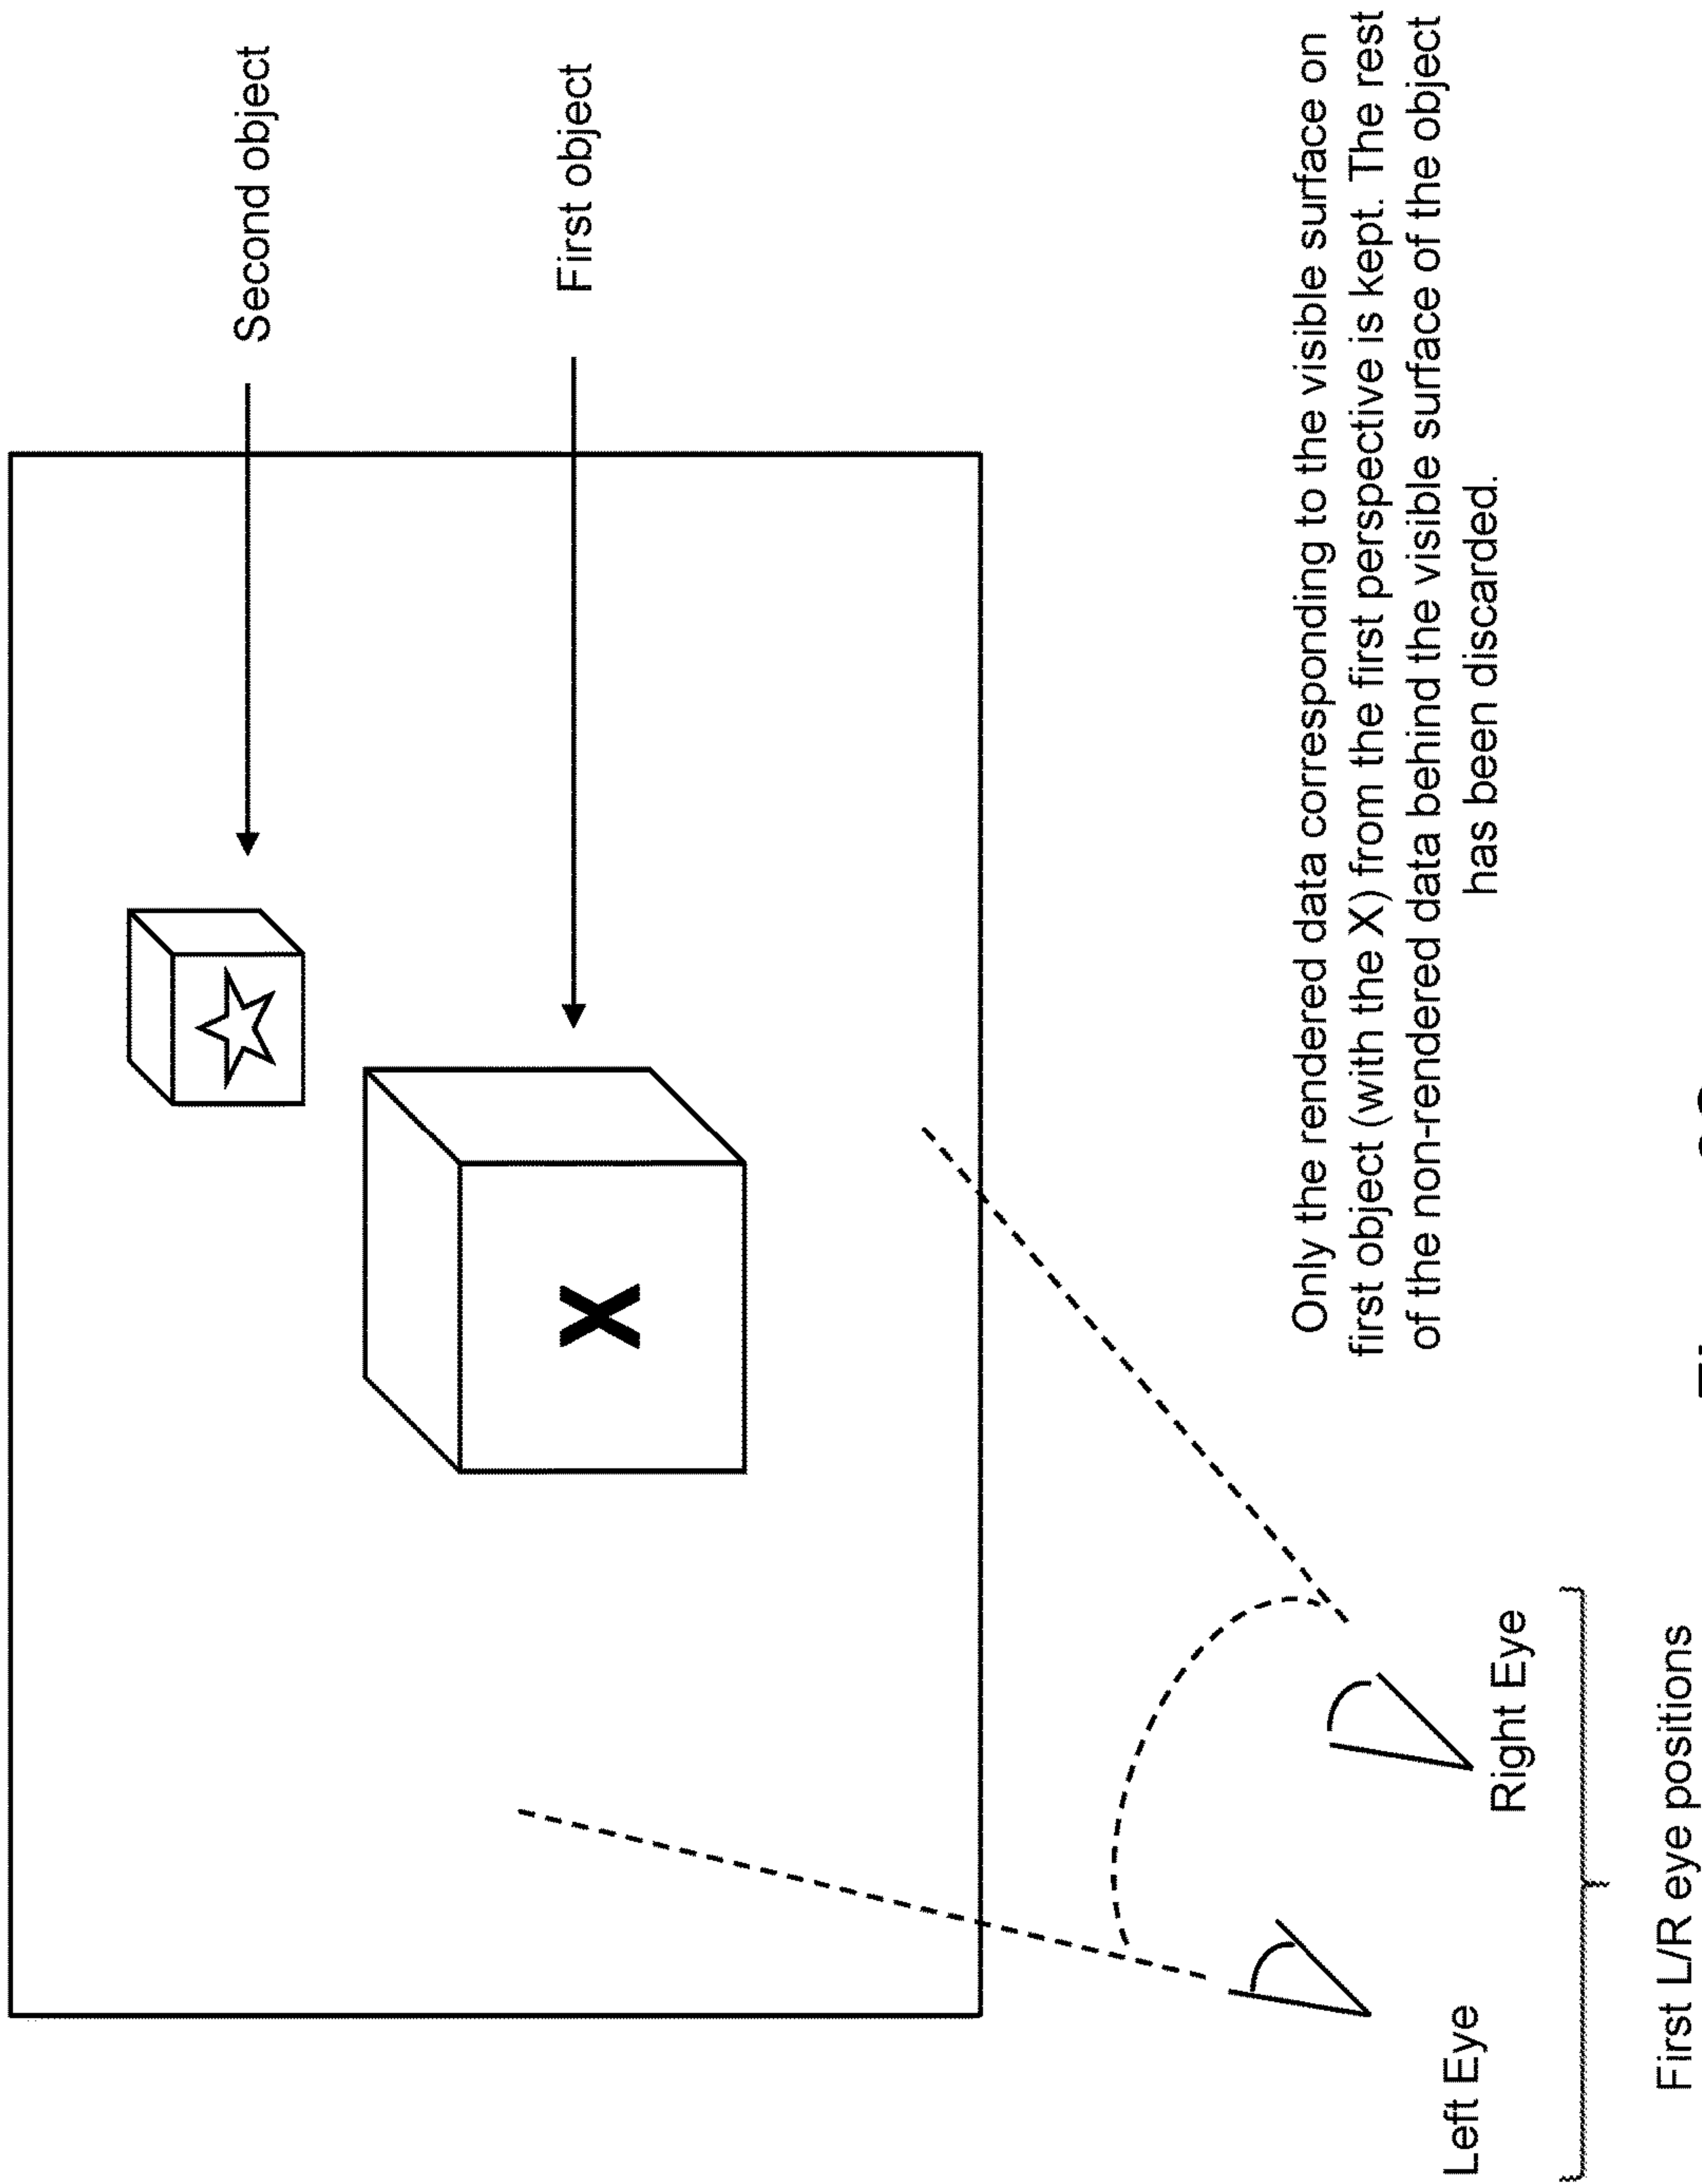 Second object
First object
X
Left Eye
Right Eye
First L/R eye positions
Only the rendered data corresponding to the visible surface on
first object (with the X) from the first perspective is kept. The rest
of the non-rendered data behind the visible surface of the object
has been discarded.